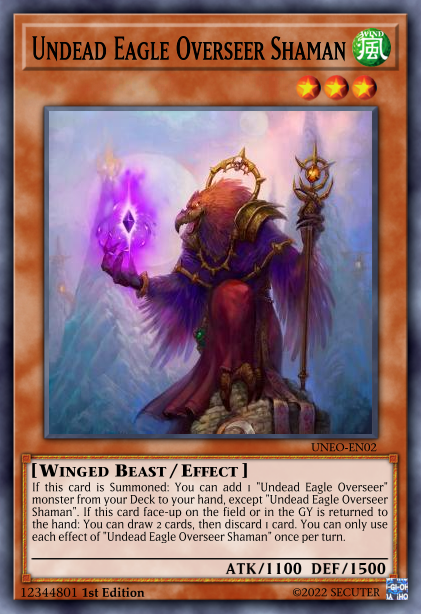 UNDEAD EAGLE OVERSEER SHAMAN
WIND
風
UNEO-EN02
[WINGED BEAST / EFFECT]
If this card is Summoned: You can add 1 "Undead Eagle Overseer"
monster from your Deck to your hand, except "Undead Eagle Overseer
Shaman". If this card face-up on the field or in the GY is returned to
the hand: You can draw 2 cards, then discard 1 card. You can only use
each effect of "Undead Eagle Overseer Shaman" once per turn.
ATK/1100 DEF/1500
12344801 1st Edition
©2022 SECUTER